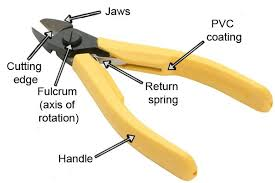 Jaws
PVC
coating
Cutting
edge
Fulcrum
(axis of
rotation)
Return
spring
Handle